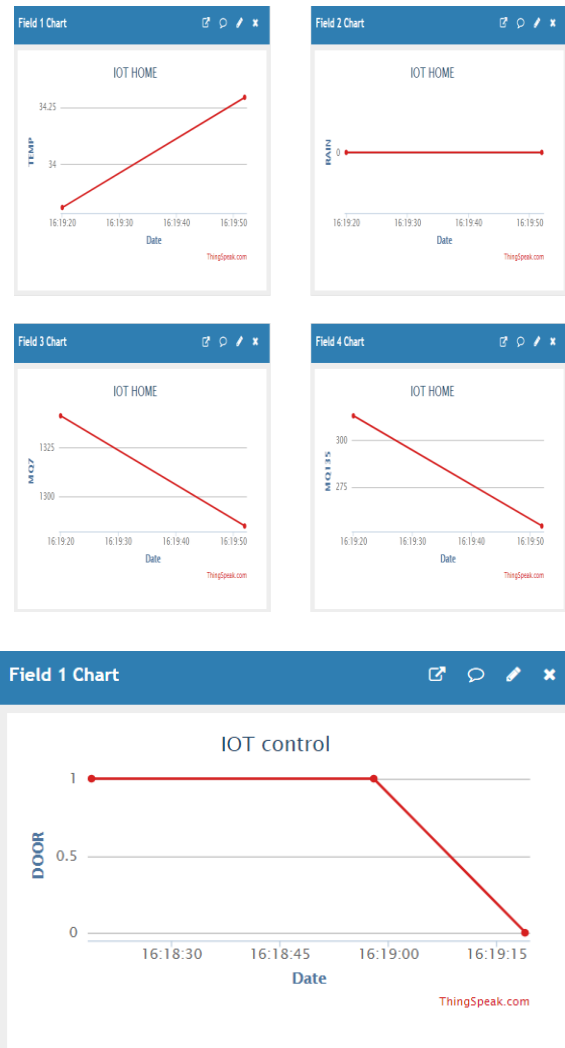 Field 1 Chart
IOT HOME
34.25
34
TEMP
16:19:20 16:19:30 16:19:40 16:19:50
Date
ThingSpeak.com
Field 2 Chart
IOT HOME
0
RAIN
16:19:20 16:19:30 16:19:40 16:19:50
Date
ThingSpeak.com
Field 3 Chart
IOT HOME
1325
1300
MQ7
16:19:20 16:19:30 16:19:40 16:19:50
Date
ThingSpeak.com
Field 4 Chart
IOT HOME
300
275
MQ135
16:19:20 16:19:30 16:19:40 16:19:50
Date
ThingSpeak.com
Field 1 Chart
IOT control
1
0.5
0
DOOR
16:18:30 16:18:45 16:19:00 16:19:15
Date
ThingSpeak.com